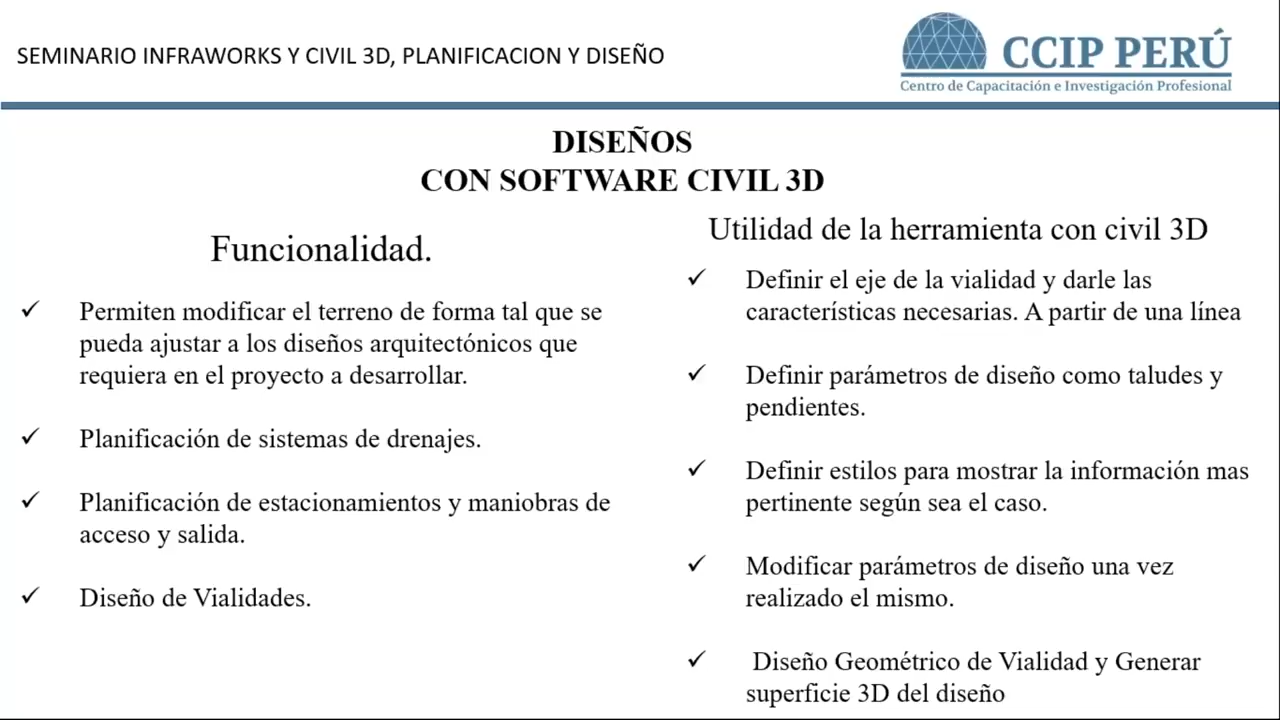 SEMINARIO INFRAWORKS Y CIVIL 3D, PLANIFICACION Y DISEÑO
CCIP PERÚ
Centro de Capacitación e Investigación Profesional
DISEÑOS
CON SOFTWARE CIVIL 3D
Funcionalidad.
✓ Permiten modificar el terreno de forma tal que se
pueda ajustar a los diseños arquitectónicos que
requiera en el proyecto a desarrollar.
✓ Planificación de sistemas de drenajes.
✓ Planificación de estacionamientos y maniobras de
acceso y salida.
✓ Diseño de Vialidades.
Utilidad de la herramienta con civil 3D
✓ Definir el eje de la vialidad y darle las
características necesarias. A partir de una línea
✓ Definir parámetros de diseño como taludes y
pendientes.
✓ Definir estilos para mostrar la información mas
pertinente según sea el caso.
✓ Modificar parámetros de diseño una vez
realizado el mismo.
✓ Diseño Geométrico de Vialidad y Generar
superficie 3D del diseño